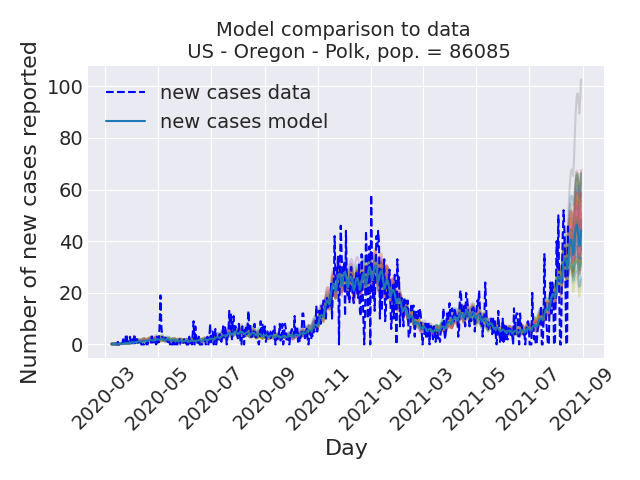 Model comparison to data
US - Oregon - Polk, pop. = 86085
Number of new cases reported
100
80
60
40
20
0
new cases data
new cases model
2020-03
2020-05
2020-07
2020-09
2020-11
2021-01
2021-03
2021-05
2021-07
2021-09
Day